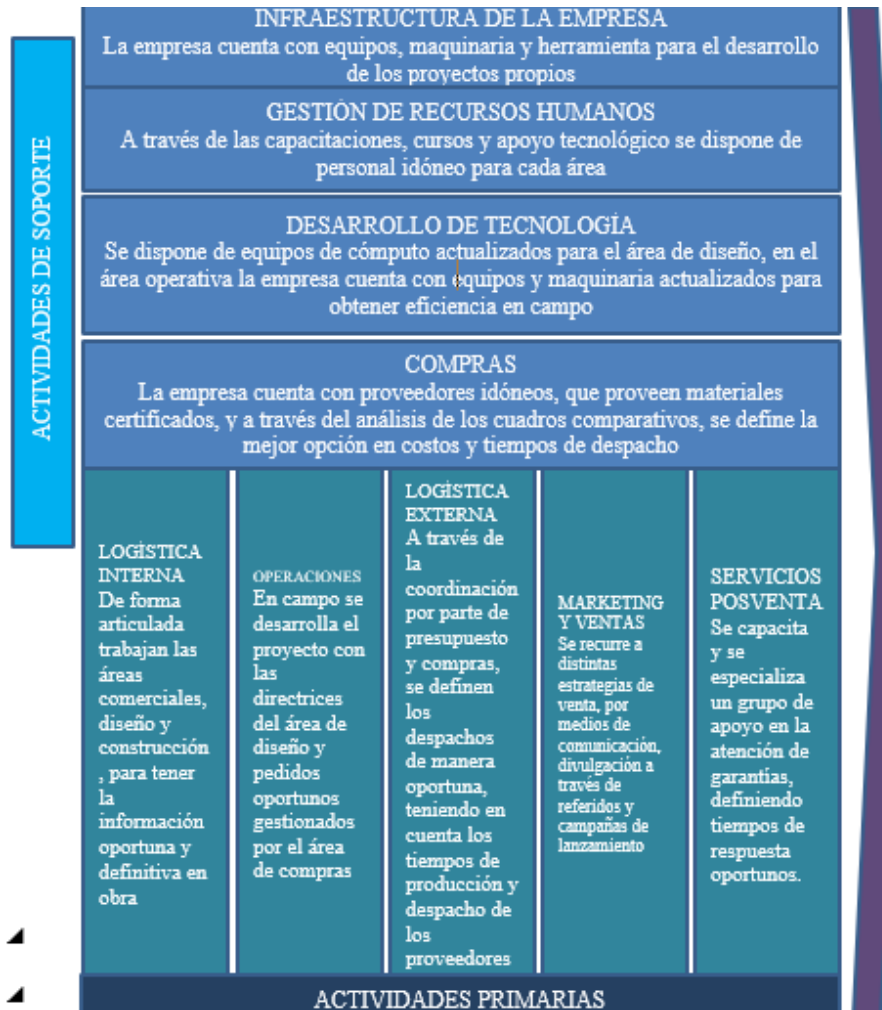 INFRAESTRUCTURA DE LA EMPRESA
La empresa cuenta con equipos, maquinaria y herramienta para el desarrollo
de los proyectos propios
GESTIÓN DE RECURSOS HUMANOS
A través de las capacitaciones, cursos y apoyo tecnológico se dispone de
personal idóneo para cada área
ACTIVIDADES DE SOPORTE
DESARROLLO DE TECNOLOGÍA
Se dispone de equipos de cómputo actualizados para el área de diseño, en el
área operativa la empresa cuenta con equipos y maquinaria actualizados para
obtener eficiencia en campo
COMPRAS
La empresa cuenta con proveedores idóneos, que proveen materiales
certificados, y a través del análisis de los cuadros comparativos, se define la
mejor opción en costos y tiempos de despacho
LOGÍSTICA
INTERNA
De forma
articulada
trabajan las
áreas
comerciales,
diseño y
construcción
, para tener
la
información
oportuna y
definitiva en
obra
OPERACIONES
En campo se
desarrolla el
proyecto con
las
directrices
del área de
diseño y
pedidos
oportunos
gestionados
por el área
de compras
LOGÍSTICA
EXTERNA
A través de
la
coordinación
por parte de
presupuesto
y compras,
se definen
los
despachos
de manera
oportuna,
teniendo en
cuenta los
tiempos de
producción y
despacho de
los
proveedores
MARKETING
Y VENTAS
Se recurre a
distintas
estrategias de
venta, por
medios de
comunicación,
divulgación a
través de
referidos y
campañas de
lanzamiento
SERVICIOS
POSVENTA
Se capacita
y se
especializa
un grupo de
apoyo en la
atención de
garantías,
definiendo
tiempos de
respuesta
oportunos.
ACTIVIDADES PRIMARIAS